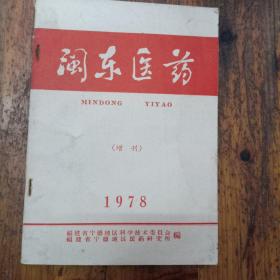 闽东医药
MINDONG YIYAO
(增刊)
1978
福建省宁德地区科学技术委员会
福建省宁德地区医药研究所 编